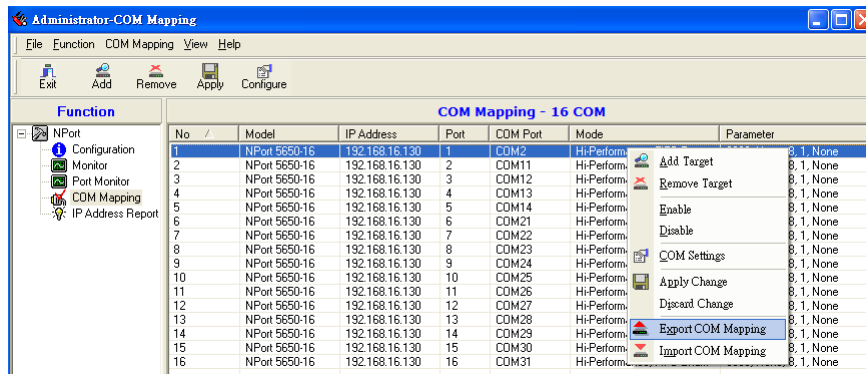 Administrator-COM Mapping
File Function COM Mapping View Help
Exit Add Remove Apply Configure
Function
COM Mapping - 16 COM
NPort
Configuration
Monitor
Port Monitor
COM Mapping
IP Address Report
No Model IP Address Port COM Port Mode Parameter
1 NPort 5650-16 192.168.16.130 1 COM2 Hi-Performa 8, 1, None
2 NPort 5650-16 192.168.16.130 2 COM11 Hi-Perform 8, 1, None
3 NPort 5650-16 192.168.16.130 3 COM12 Hi-Perform 8, 1, None
4 NPort 5650-16 192.168.16.130 4 COM13 Hi-Perform 8, 1, None
5 NPort 5650-16 192.168.16.130 5 COM14 Hi-Perform 8, 1, None
6 NPort 5650-16 192.168.16.130 6 COM21 Hi-Perform 8, 1, None
7 NPort 5650-16 192.168.16.130 7 COM22 Hi-Perform 8, 1, None
8 NPort 5650-16 192.168.16.130 8 COM23 Hi-Perform 8, 1, None
9 NPort 5650-16 192.168.16.130 9 COM24 Hi-Perform 8, 1, None
10 NPort 5650-16 192.168.16.130 10 COM25 Hi-Perform 8, 1, None
11 NPort 5650-16 192.168.16.130 11 COM26 Hi-Perform 8, 1, None
12 NPort 5650-16 192.168.16.130 12 COM27 Hi-Perform 8, 1, None
13 NPort 5650-16 192.168.16.130 13 COM28 Hi-Perform 8, 1, None
14 NPort 5650-16 192.168.16.130 14 COM29 Hi-Perform 8, 1, None
15 NPort 5650-16 192.168.16.130 15 COM30 Hi-Perform 8, 1, None
16 NPort 5650-16 192.168.16.130 16 COM31
Add Target
Remove Target
Enable
Disable
COM Settings
Apply Change
Discard Change
Export COM Mapping
Import COM Mapping